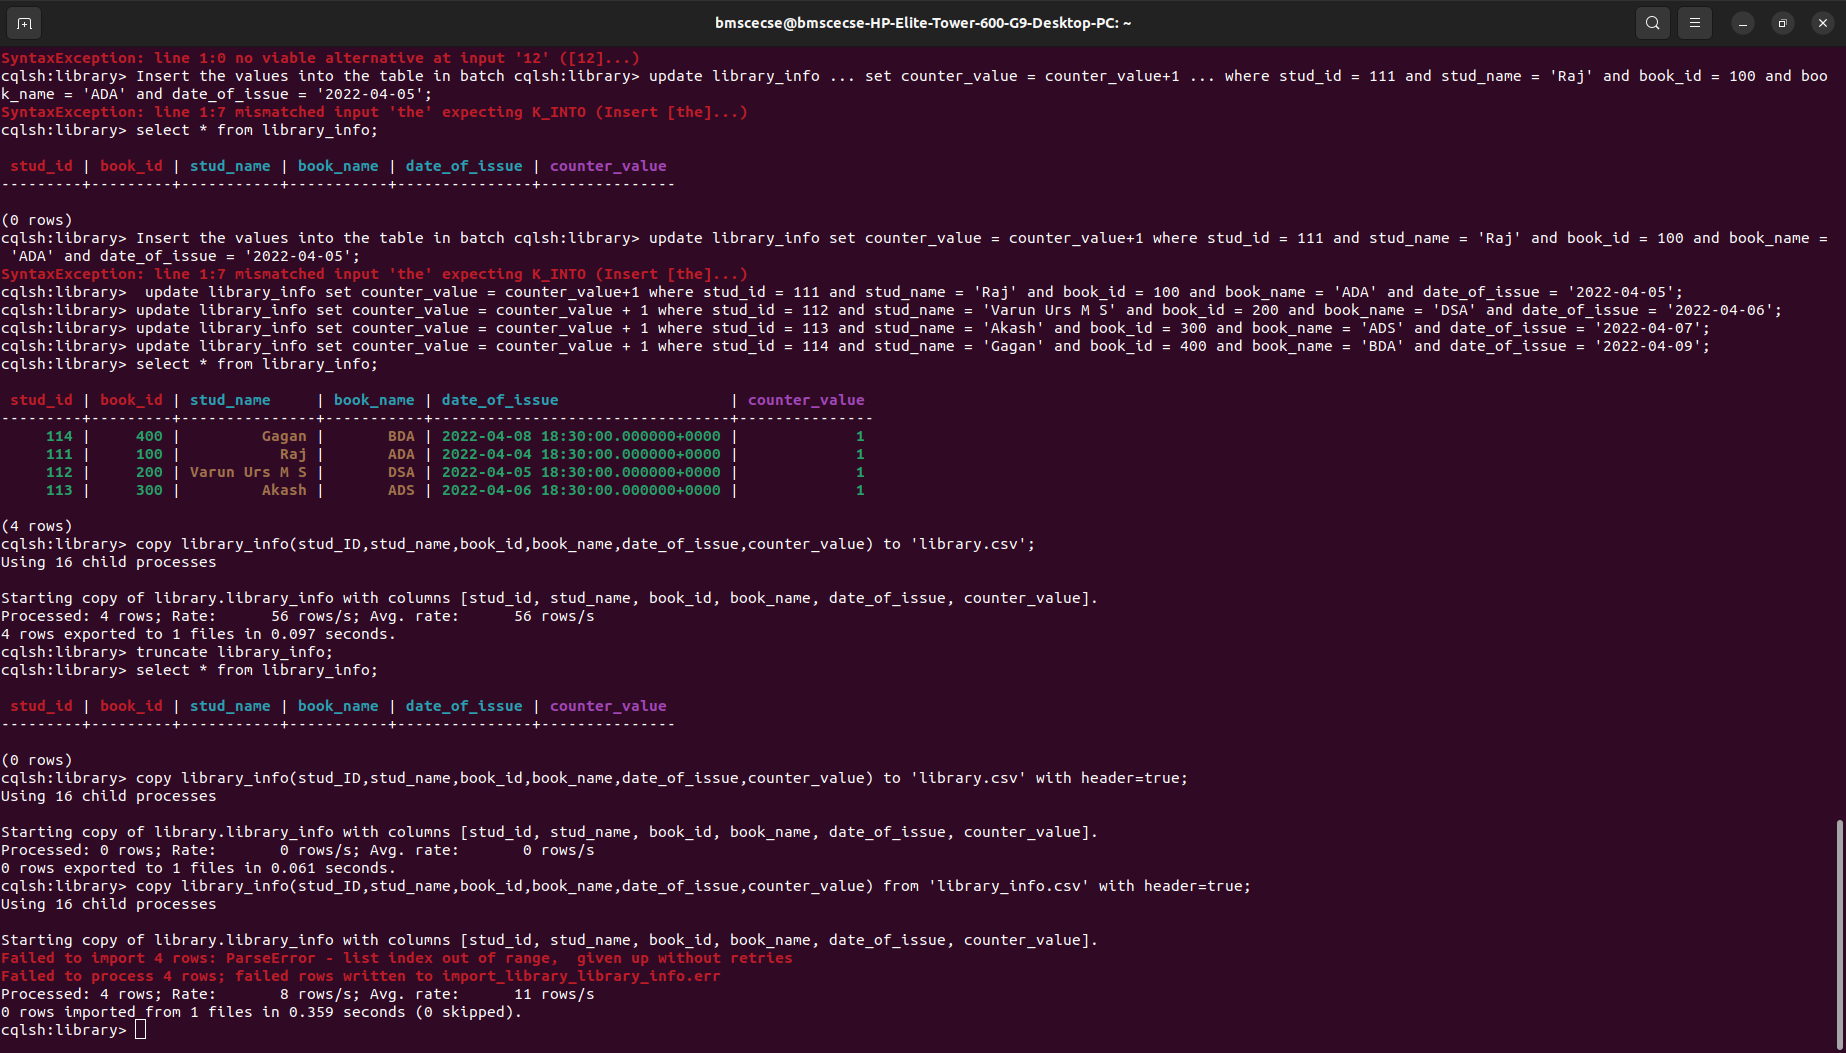 bmscecse@bmscecse-HP-Elite-Tower-600-G9-Desktop-PC: ~
SyntaxException: line 1:0 no viable alternative at input '12' ([12]...)
cqlsh:library> Insert the values into the table in batch cqlsh:library> update library_info ... set counter_value = counter_value+1 ... where stud_id = 111 and stud_name = 'Raj' and book_id = 100 and boo
k_name = 'ADA' and date_of_issue = '2022-04-05';
SyntaxException: line 1:7 mismatched input 'the' expecting K_INTO (Insert [the]...)
cqlsh:library> select * from library_info;
stud_id | book_id | stud_name | book_name | date_of_issue | counter_value
---------+---------+-----------+-----------+---------------+---------------
(0 rows)
cqlsh:library> Insert the values into the table in batch cqlsh:library> update library_info set counter_value = counter_value+1 where stud_id = 111 and stud_name = 'Raj' and book_id = 100 and book_name =
'ADA' and date_of_issue = '2022-04-05';
SyntaxException: line 1:7 mismatched input 'the' expecting K_INTO (Insert [the]...)
cqlsh:library>  update library_info set counter_value = counter_value+1 where stud_id = 111 and stud_name = 'Raj' and book_id = 100 and book_name = 'ADA' and date_of_issue = '2022-04-05';
cqlsh:library> update library_info set counter_value = counter_value + 1 where stud_id = 112 and stud_name = 'Varun Urs M S' and book_id = 200 and book_name = 'DSA' and date_of_issue = '2022-04-06';
cqlsh:library> update library_info set counter_value = counter_value + 1 where stud_id = 113 and stud_name = 'Akash' and book_id = 300 and book_name = 'ADS' and date_of_issue = '2022-04-07';
cqlsh:library> update library_info set counter_value = counter_value + 1 where stud_id = 114 and stud_name = 'Gagan' and book_id = 400 and book_name = 'BDA' and date_of_issue = '2022-04-09';
cqlsh:library> select * from library_info;
stud_id | book_id | stud_name     | book_name | date_of_issue                   | counter_value
---------+---------+---------------+-----------+---------------------------------+---------------
114 |     400 |         Gagan |       BDA | 2022-04-08 18:30:00.000000+0000 |             1
111 |     100 |           Raj |       ADA | 2022-04-04 18:30:00.000000+0000 |             1
112 |     200 | Varun Urs M S |       DSA | 2022-04-05 18:30:00.000000+0000 |             1
113 |     300 |         Akash |       ADS | 2022-04-06 18:30:00.000000+0000 |             1
(4 rows)
cqlsh:library> copy library_info(stud_ID,stud_name,book_id,book_name,date_of_issue,counter_value) to 'library.csv';
Using 16 child processes
Starting copy of library.library_info with columns [stud_id, stud_name, book_id, book_name, date_of_issue, counter_value].
Processed: 4 rows; Rate:      56 rows/s; Avg. rate:      56 rows/s
4 rows exported to 1 files in 0.097 seconds.
cqlsh:library> truncate library_info;
cqlsh:library> select * from library_info;
stud_id | book_id | stud_name | book_name | date_of_issue | counter_value
---------+---------+-----------+-----------+---------------+---------------
(0 rows)
cqlsh:library> copy library_info(stud_ID,stud_name,book_id,book_name,date_of_issue,counter_value) to 'library.csv' with header=true;
Using 16 child processes
Starting copy of library.library_info with columns [stud_id, stud_name, book_id, book_name, date_of_issue, counter_value].
Processed: 0 rows; Rate:       0 rows/s; Avg. rate:       0 rows/s
0 rows exported to 1 files in 0.061 seconds.
cqlsh:library> copy library_info(stud_ID,stud_name,book_id,book_name,date_of_issue,counter_value) from 'library_info.csv' with header=true;
Using 16 child processes
Starting copy of library.library_info with columns [stud_id, stud_name, book_id, book_name, date_of_issue, counter_value].
Failed to import 4 rows: ParseError - list index out of range,  given up without retries
Failed to process 4 rows; failed rows written to import_library_library_info.err
Processed: 4 rows; Rate:       8 rows/s; Avg. rate:      11 rows/s
0 rows imported from 1 files in 0.359 seconds (0 skipped).
cqlsh:library>